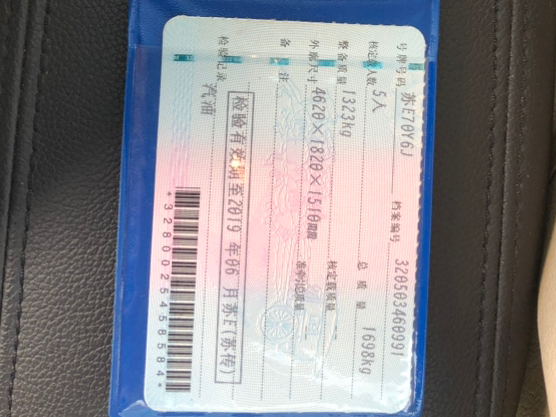 号牌号码 苏E70Y6J 档案编号 320503460991
核定载人数 5人 总质量 1698kg
整备质量 1323kg 核定载质量
外廓尺寸 4620×1820×1510mm 准牵引总质量
备注
检验有效期至2019年06月苏E(苏传)
检验记录 汽油
*3280025458584*